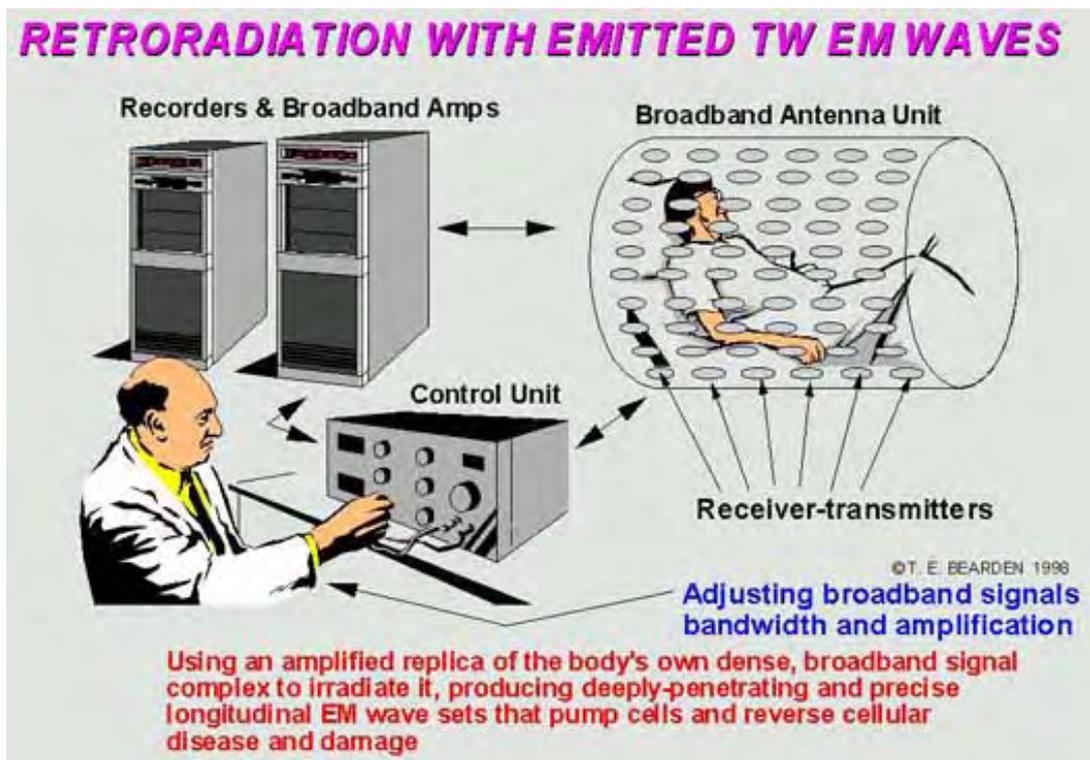 RETRORADIATION WITH EMITTED TW EM WAVES
Recorders & Broadband Amps
Broadband Antenna Unit
Control Unit
Receiver-transmitters
©T. E. BEARDEN 1998
Adjusting broadband signals
bandwidth and amplification
Using an amplified replica of the body's own dense, broadband signal
complex to irradiate it, producing deeply-penetrating and precise
longitudinal EM wave sets that pump cells and reverse cellular
disease and damage